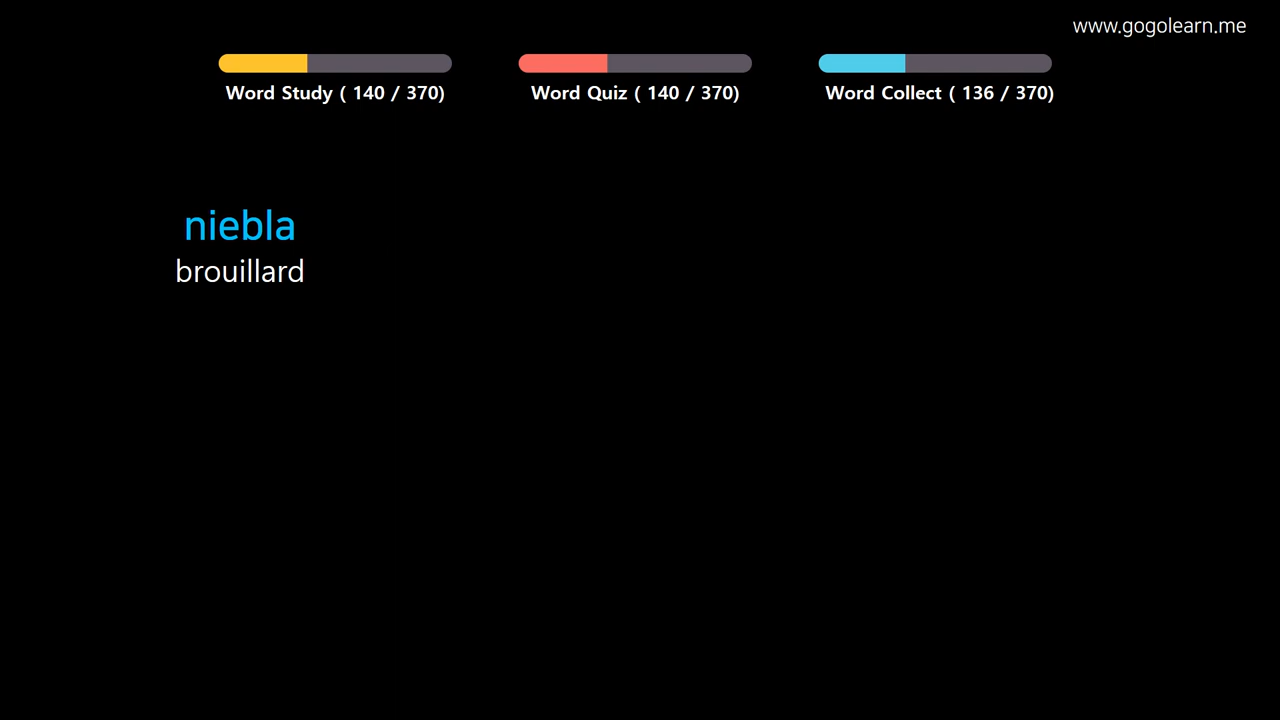 www.gogolearn.me
Word Study ( 140 / 370)
Word Quiz ( 140 / 370)
Word Collect ( 136 / 370)
niebla
brouillard